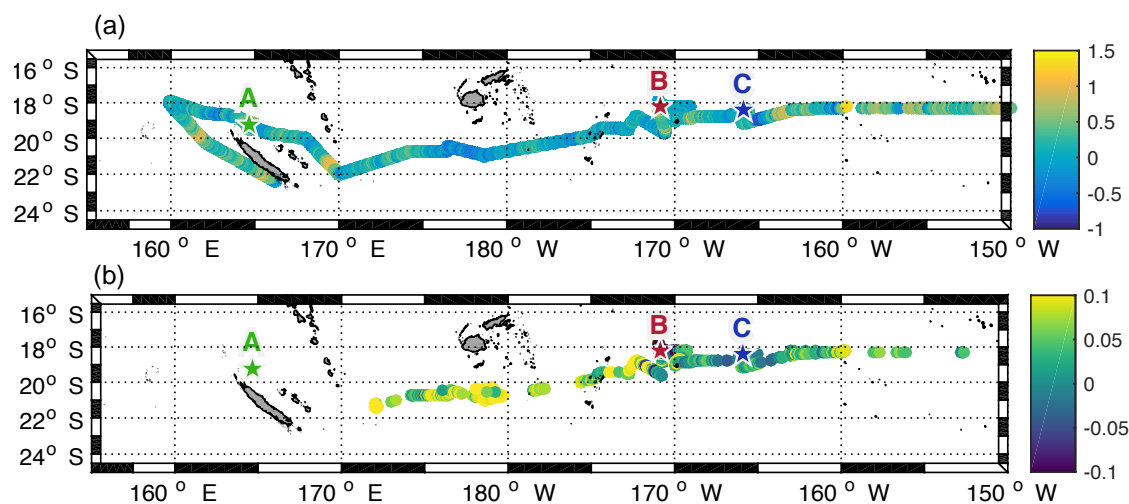 (a)
16° S
18° S
20° S
22° S
24° S
A
B
C
160° E
170° E
180° W
170° W
160° W
150° W
1.5
1
0.5
0
-0.5
-1
(b)
16° S
18° S
20° S
22° S
24° S
A
B
C
160° E
170° E
180° W
170° W
160° W
150° W
0.1
0.05
0
-0.05
-0.1